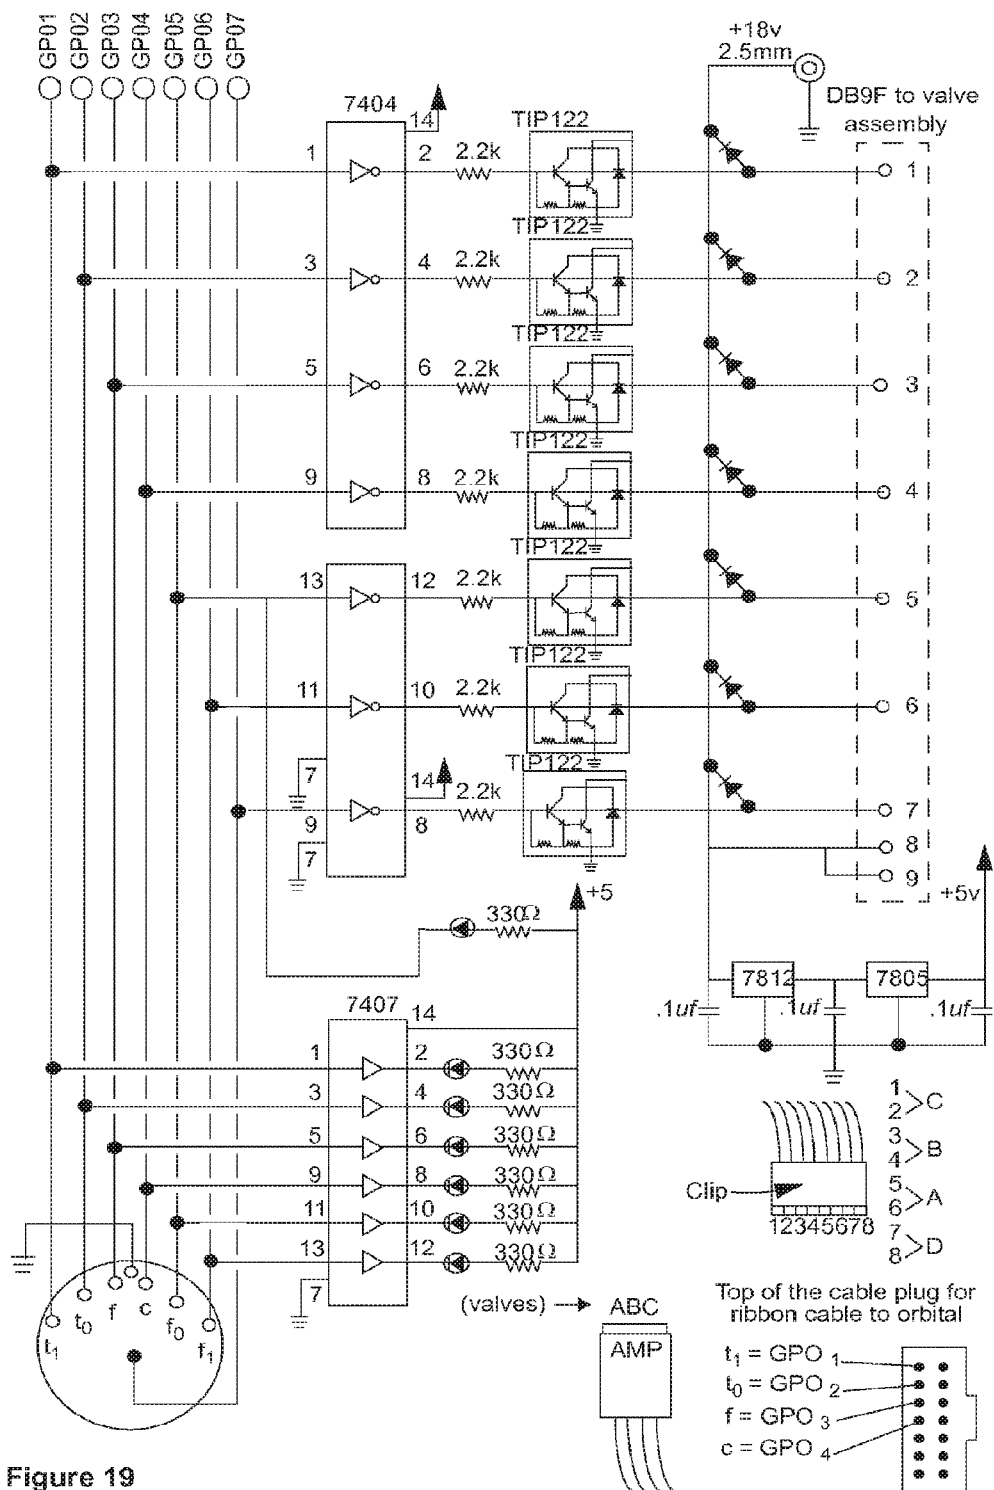 GP01 GP02 GP03 GP04 GP05 GP06 GP07
+18v
2.5mm
DB9F to valve
assembly
7404
14
TIP122
1 2 2.2k 1
TIP122
3 4 2.2k 2
TIP122
5 6 2.2k 3
TIP122
9 8 2.2k 4
TIP122
13 12 2.2k 5
TIP122
11 10 2.2k 6
TIP122
7 14 2.2k 7
9 8
7
8
9
+5
+5v
330Ω
7812 7805
.1uf .1uf .1uf
7407
14
1 2 330Ω
3 4 330Ω
5 6 330Ω
9 8 330Ω
11 10 330Ω
13 12 330Ω
7
1
2 >C
3
4 >B
5
6 >A
7
8 >D
Clip
12345678
t1 t0 f c f0 f1
(valves) → ABC
AMP
Top of the cable plug for
ribbon cable to orbital
t1 = GPO 1
t0 = GPO 2
f = GPO 3
c = GPO 4
Figure 19